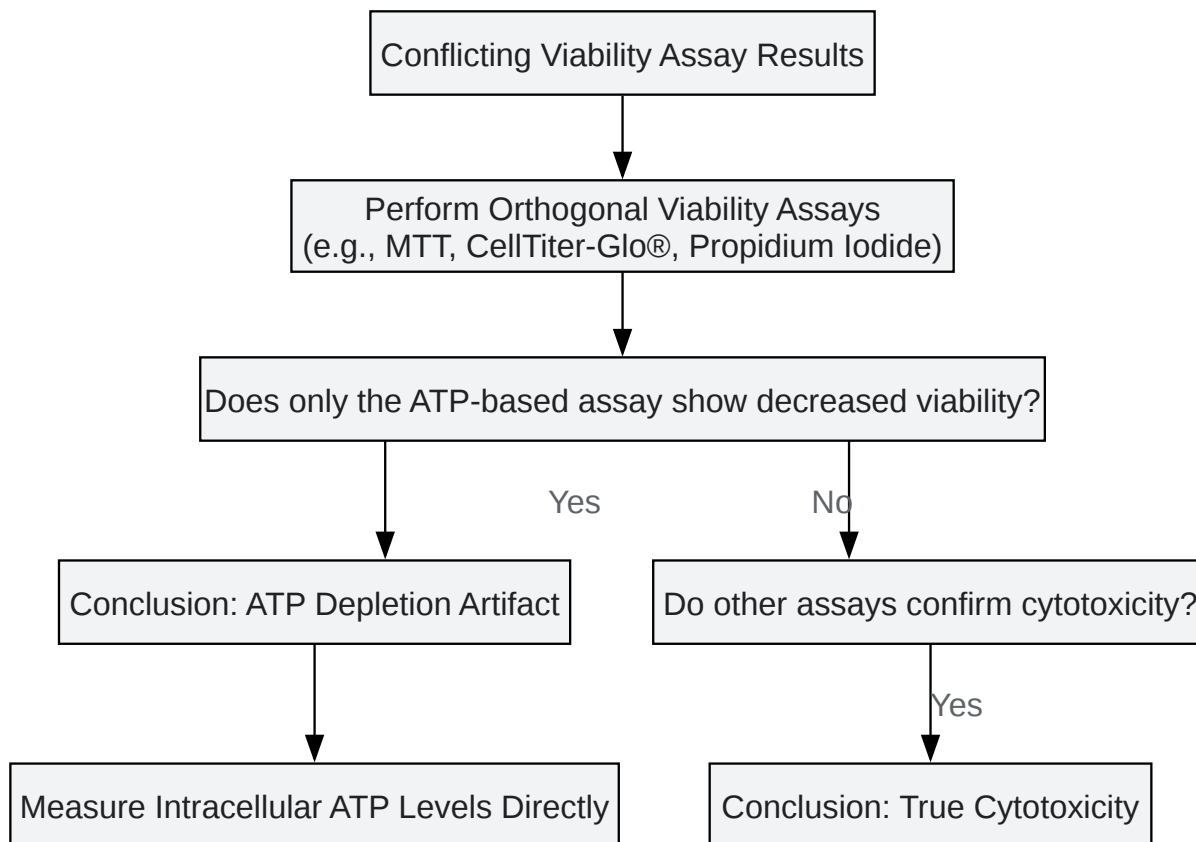 Conflicting Viability Assay Results
Perform Orthogonal Viability Assays
(e.g., MTT, CellTiter-Glo®, Propidium Iodide)
Does only the ATP-based assay show decreased viability?
Yes
No
Conclusion: ATP Depletion Artifact
Do other assays confirm cytotoxicity?
Yes
Measure Intracellular ATP Levels Directly
Conclusion: True Cytotoxicity